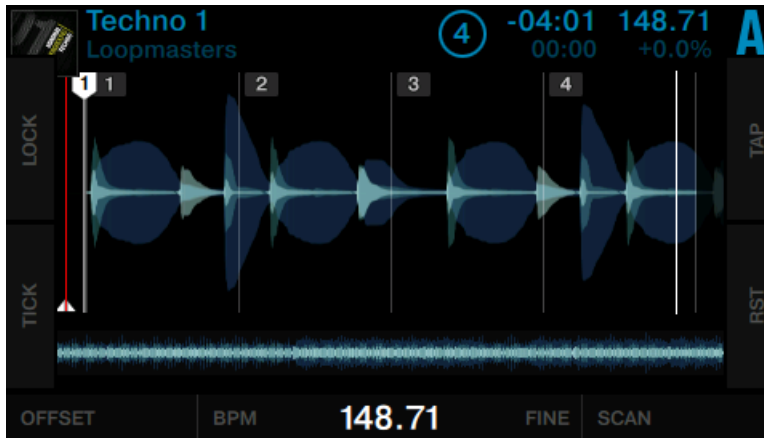 Techno 1
Loopmasters
4
-04:01 148.71
00:00 +0.0%
A
1 1 2 3 4
LOCK
TAP
TICK
RST
OFFSET BPM 148.71 FINE SCAN